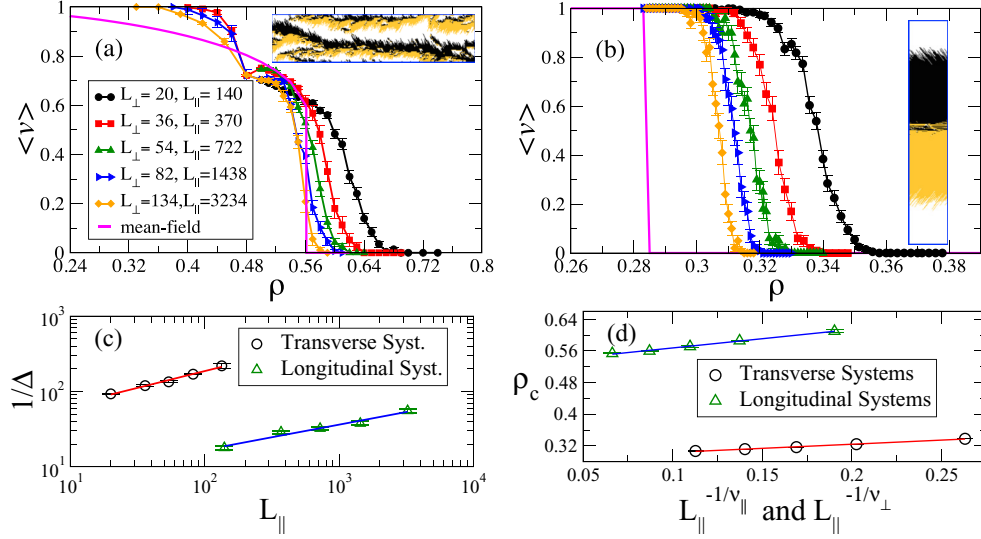 (a)
<v>
1
0.8
0.6
0.4
0.2
0
L⊥= 20, L∥= 140
L⊥= 36, L∥= 370
L⊥= 54, L∥= 722
L⊥= 82, L∥=1438
L⊥=134,L∥=3234
mean-field
0.24 0.32 0.4 0.48 0.56 0.64 0.72 0.8
ρ
(b)
<v>
1
0.8
0.6
0.4
0.2
0
0.26 0.3 0.32 0.34 0.36 0.38
ρ
(c)
1/Δ
10³
10²
10¹
Transverse Syst.
Longitudinal Syst.
10¹ 10² 10³ 10⁴
L∥
(d)
ρc
0.64
0.56
0.48
0.4
0.32
Transverse Systems
Longitudinal Systems
0.05 0.1 0.15 0.2 0.25
L∥^-1/ν∥ and L∥^-1/ν⊥